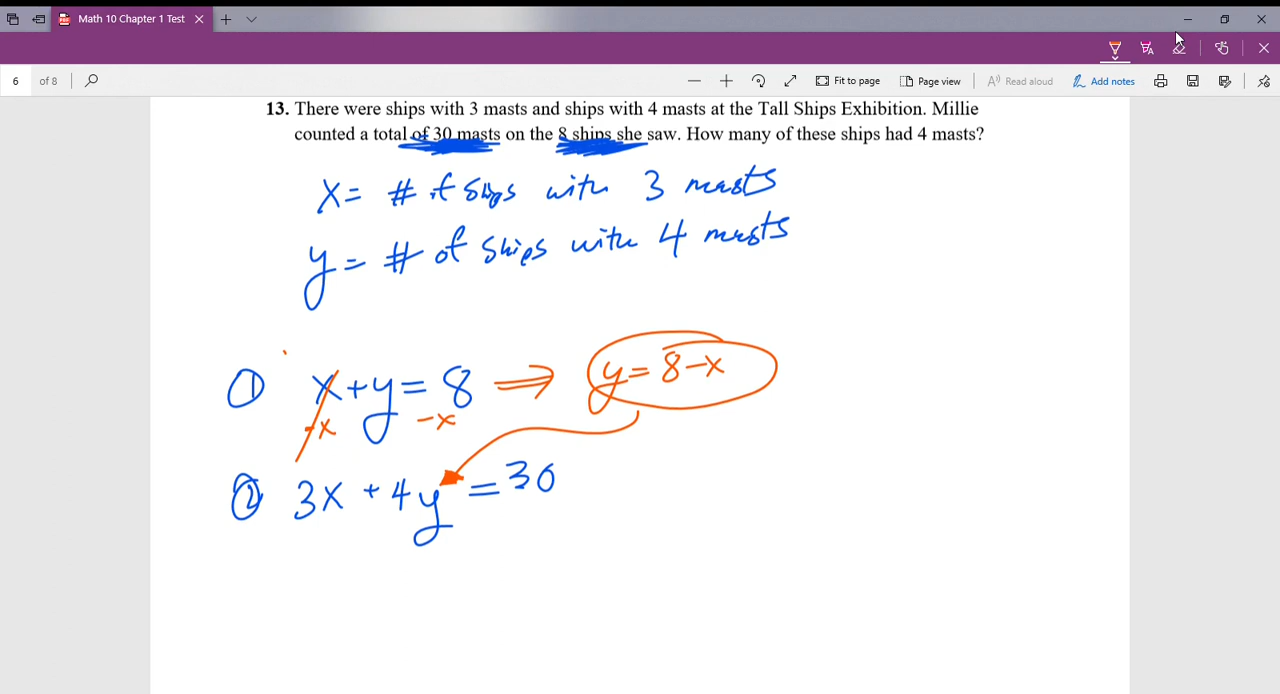 Math 10 Chapter 1 Test
6 of 8
Fit to page
Page view
Read aloud
Add notes
13. There were ships with 3 masts and ships with 4 masts at the Tall Ships Exhibition. Millie
counted a total of 30 masts on the 8 ships she saw. How many of these ships had 4 masts?
x = # of ships with 3 masts
y = # of ships with 4 masts
① x + y = 8 ⟹ y = 8 - x
-x -x
② 3x + 4y = 30